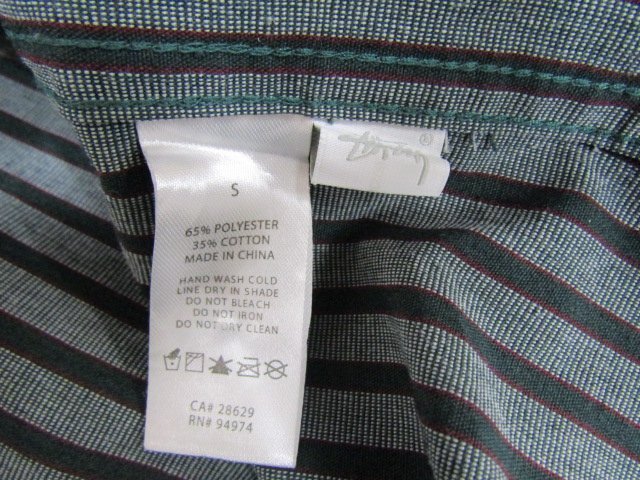 Stüssy ®
S
65% POLYESTER
35% COTTON
MADE IN CHINA
HAND WASH COLD
LINE DRY IN SHADE
DO NOT BLEACH
DO NOT IRON
DO NOT DRY CLEAN
CA# 28629
RN# 94974